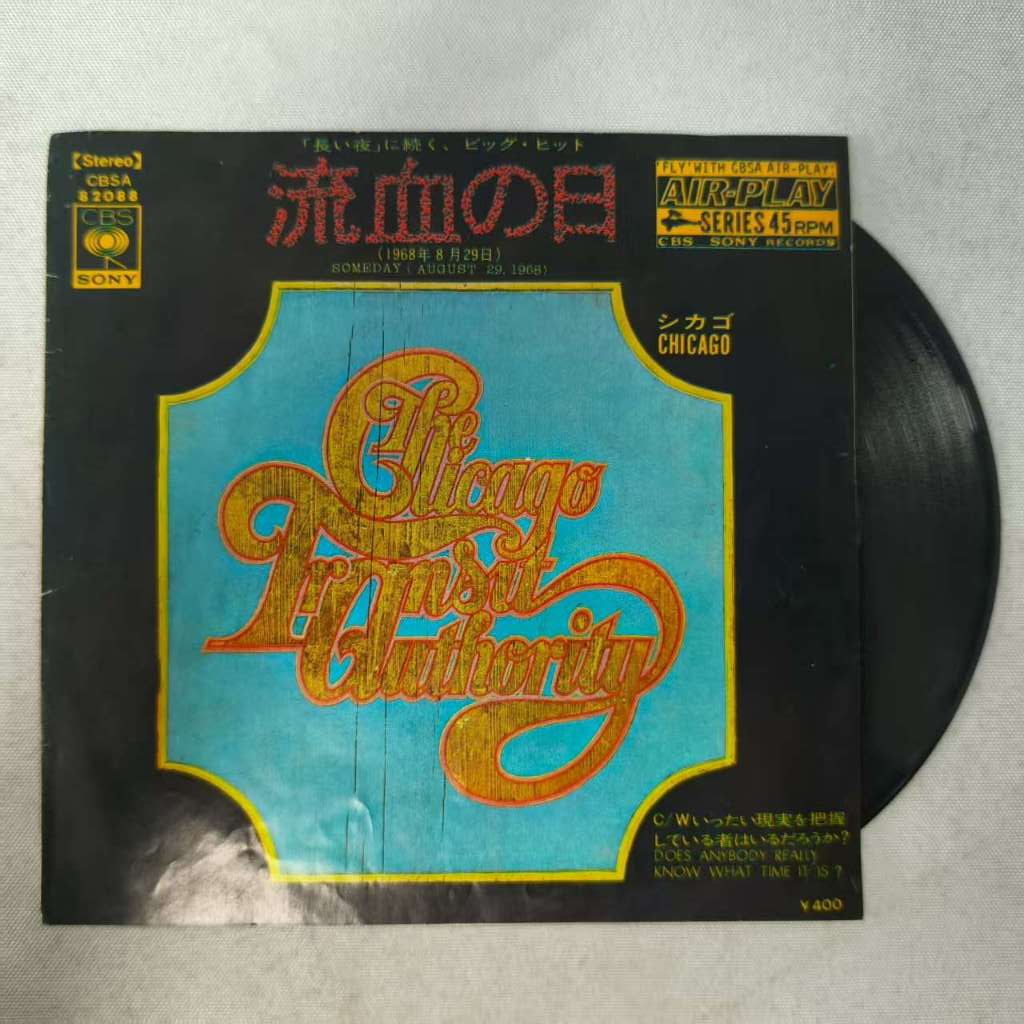 「長い夜」に続く、ビッグ・ヒット
【Stereo】
CBSA
82088
CBS
SONY
流血の日
(1968年8月29日)
SOMEDAY (AUGUST 29, 1968)
'FLY' WITH CBSA AIR-PLAY!
AIR-PLAY
SERIES 45 RPM
CBS SONY RECORDS
シカゴ
CHICAGO
The
Chicago
Transit
Authority
C/W いったい現実を把握
している者はいるだろうか?
DOES ANYBODY REALLY
KNOW WHAT TIME IT IS ?
¥400